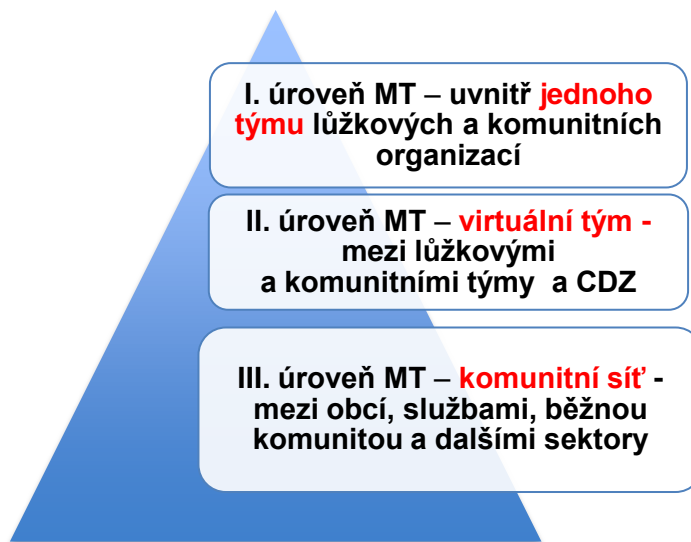 I. úroveň MT – uvnitř jednoho
týmu lůžkových a komunitních
organizací
II. úroveň MT – virtuální tým -
mezi lůžkovými
a komunitními týmy a CDZ
III. úroveň MT – komunitní síť -
mezi obcí, službami, běžnou
komunitou a dalšími sektory